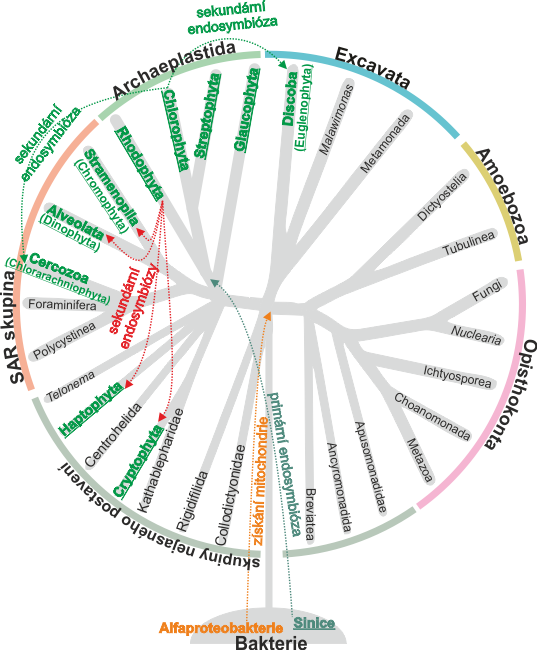 sekundární
endosymbióza
Archaeplastida
Excavata
sekundární
endosymbióza
Rhodophyta
Chlorophyta
Streptophyta
Glaucophyta
Discoba
(Euglenophyta)
Malawimonas
Metamonada
Amoebozoa
Dictyostelia
Tubulinea
Stramenopila
(Chromophyta)
Alveolata
(Dinophyta)
Cercozoa
(Chlorarachniophyta)
Foraminifera
Polycystinea
Telonema
SAR skupina
sekundární
endosymbiózy
Fungi
Nuclearia
Ichtyosporea
Choanomonada
Metazoa
Opisthokonta
Haptophyta
Centrohelida
Cryptophyta
Kathablepharidae
Rigidifilida
Collodictyonidae
získání mitochondrie
primární endosymbióza
Breviatea
Ancyromonadida
Apusomonadidae
skupiny nejasného postavení
Alfaproteobakterie
Sinice
Bakterie